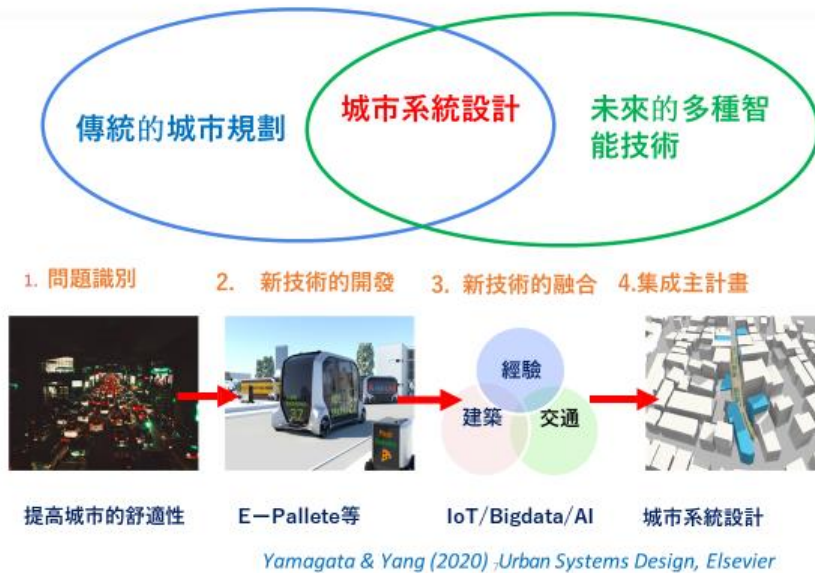 傳統的城市規劃
城市系統設計
未來的多種智
能技術
1. 問題識別
2. 新技術的開發
3. 新技術的融合
4.集成主計畫
32
經驗
建築
交通
提高城市的舒適性
EーPallete等
IoT/Bigdata/AI
城市系統設計
Yamagata & Yang (2020) ,Urban Systems Design, Elsevier